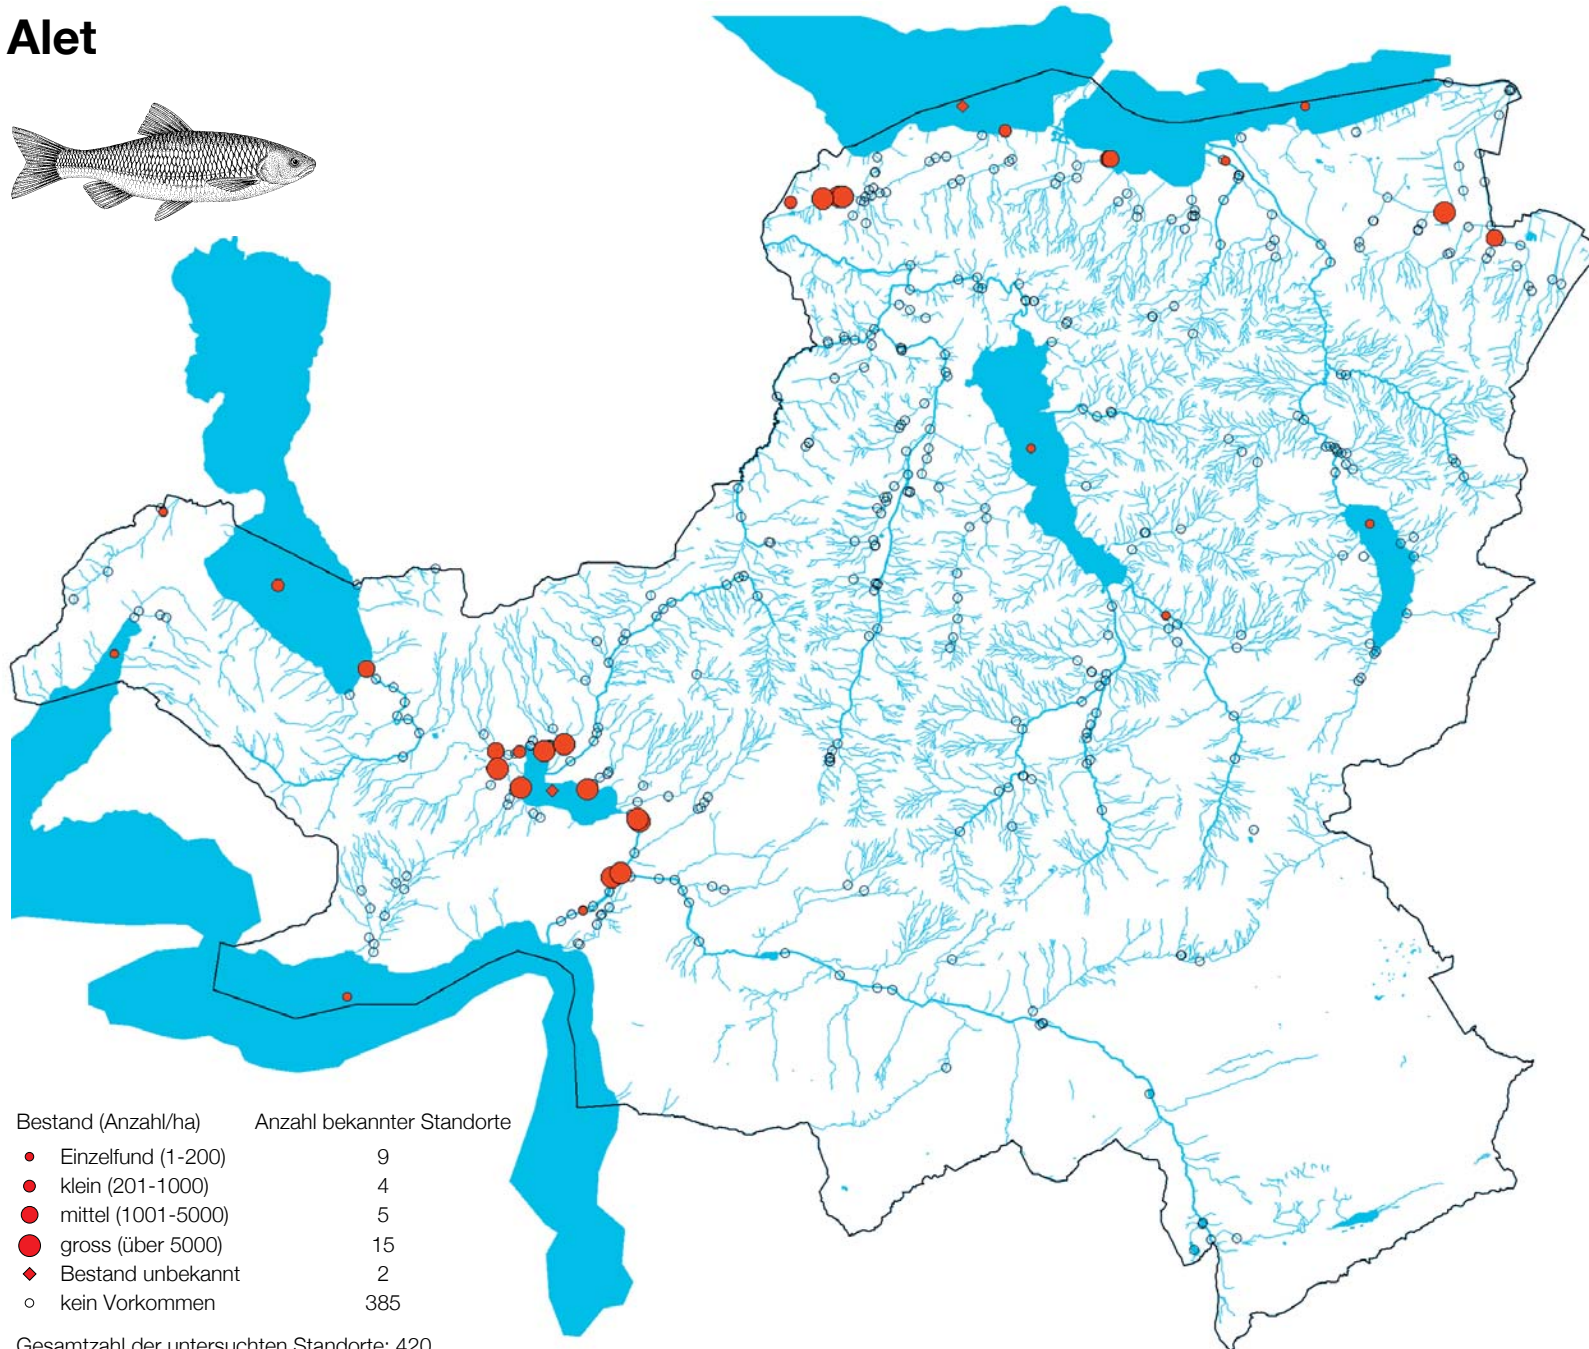 Alet
Bestand (Anzahl/ha) Anzahl bekannter Standorte
Einzelfund (1-200) 9
klein (201-1000) 4
mittel (1001-5000) 5
gross (über 5000) 15
Bestand unbekannt 2
kein Vorkommen 385
Gesamtzahl der untersuchten Standorte: 420